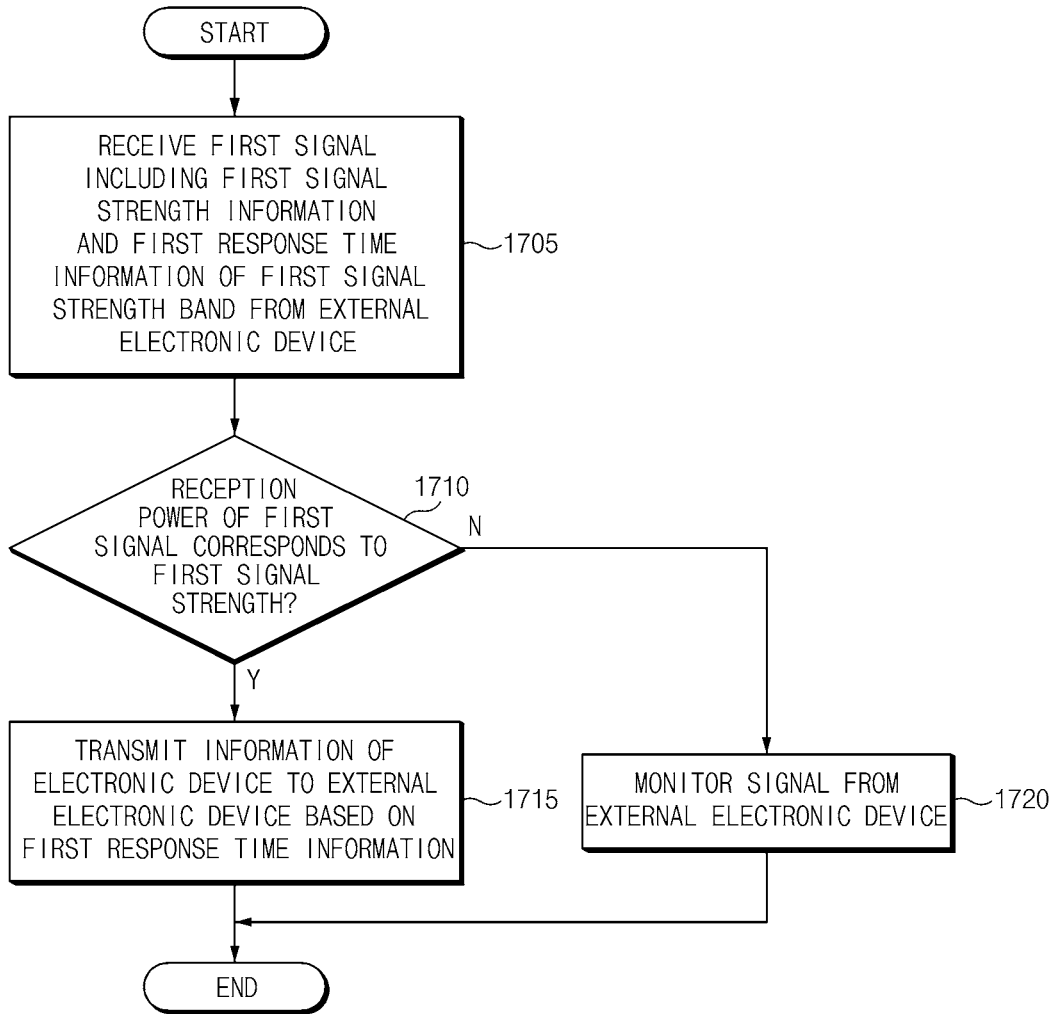 START
RECEIVE FIRST SIGNAL
INCLUDING FIRST SIGNAL
STRENGTH INFORMATION
AND FIRST RESPONSE TIME
INFORMATION OF FIRST SIGNAL
STRENGTH BAND FROM EXTERNAL
ELECTRONIC DEVICE
1705
RECEPTION
POWER OF FIRST
SIGNAL CORRESPONDS TO
FIRST SIGNAL
STRENGTH?
1710
N
Y
TRANSMIT INFORMATION OF
ELECTRONIC DEVICE TO EXTERNAL
ELECTRONIC DEVICE BASED ON
FIRST RESPONSE TIME INFORMATION
1715
MONITOR SIGNAL FROM
EXTERNAL ELECTRONIC DEVICE
1720
END